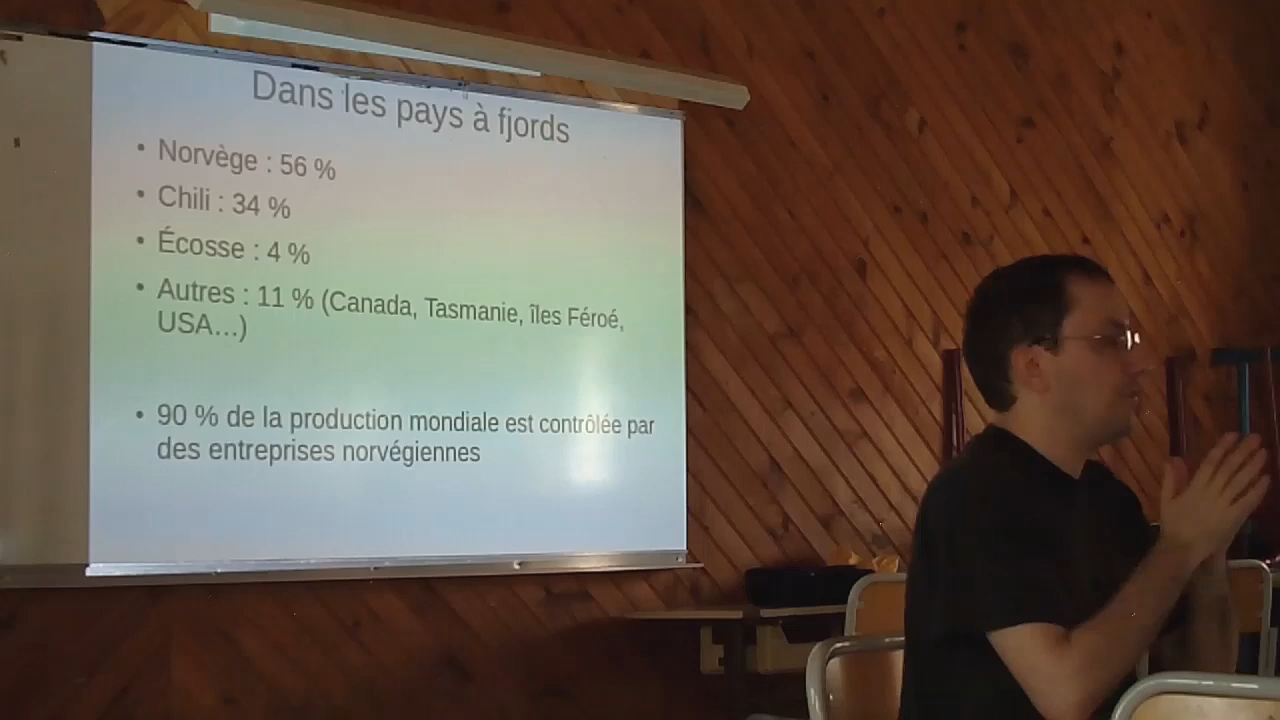 Dans les pays à fjords
• Norvège : 56 %
• Chili : 34 %
• Écosse : 4 %
• Autres : 11 % (Canada, Tasmanie, îles Féroé,
USA…)
• 90 % de la production mondiale est contrôlée par
des entreprises norvégiennes